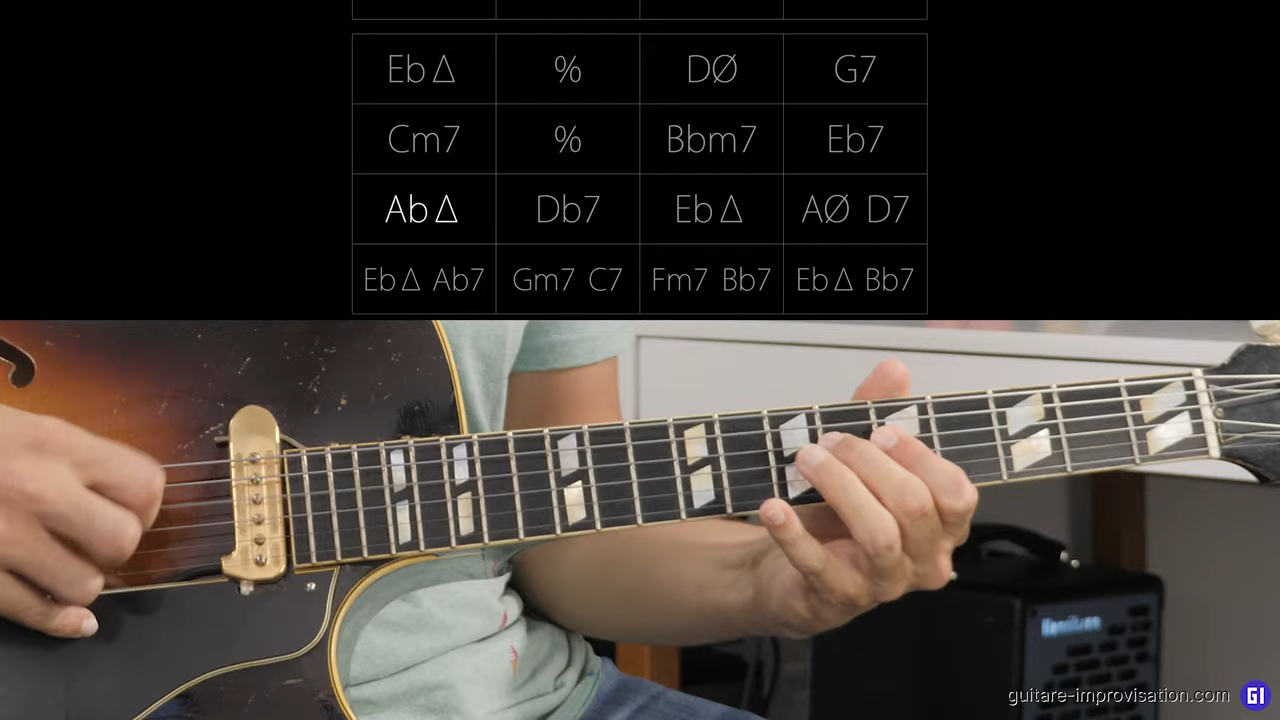 Eb Δ % DØ G7
Cm7 % Bbm7 Eb7
Ab Δ Db7 Eb Δ AØ D7
Eb Δ Ab7 Gm7 C7 Fm7 Bb7 Eb Δ Bb7
Henriksen
guitare-improvisation.com GI